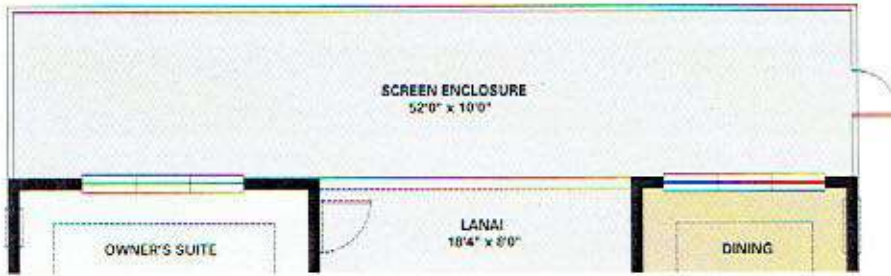 SCREEN ENCLOSURE
52'0" x 10'0"
LANAI
18'4" x 8'0"
OWNER'S SUITE
DINING